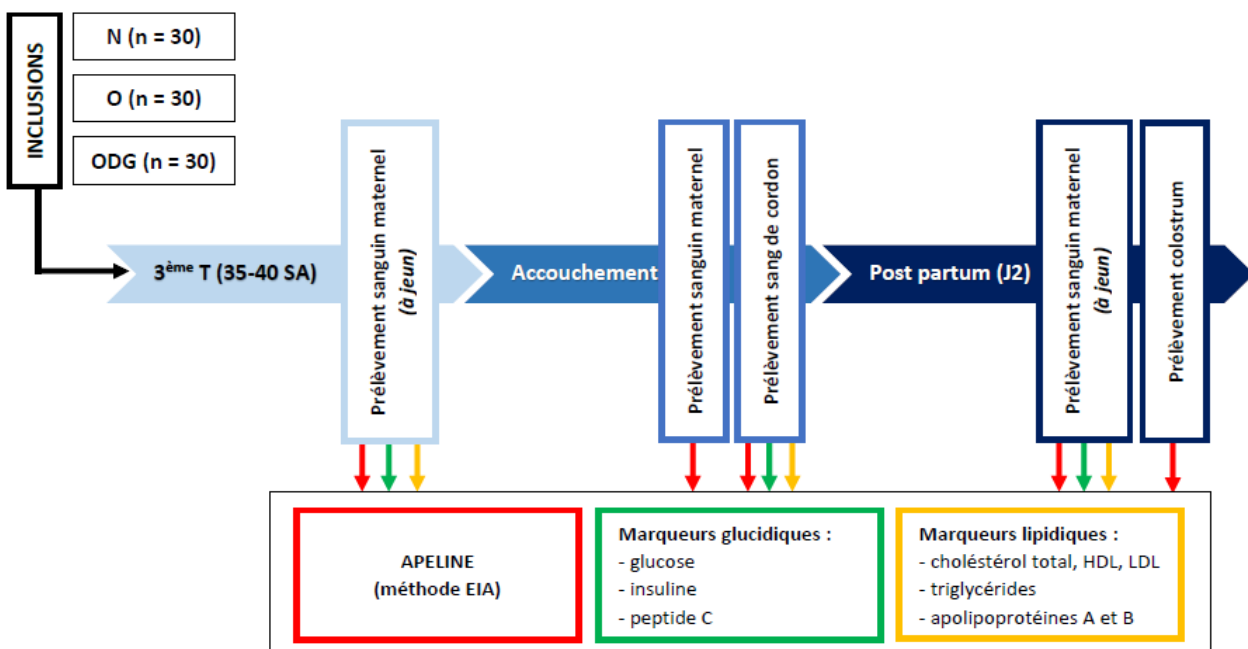 INCLUSIONS
N (n = 30)
O (n = 30)
ODG (n = 30)
3ème T (35-40 SA)
Prélèvement sanguin maternel
(à jeun)
Accouchement
Prélèvement sanguin maternel
Prélèvement sang de cordon
Post partum (J2)
Prélèvement sanguin maternel
(à jeun)
Prélèvement colostrum
APELINE
(méthode EIA)
Marqueurs glucidiques :
- glucose
- insuline
- peptide C
Marqueurs lipidiques :
- choléstérol total, HDL, LDL
- triglycérides
- apolipoprotéines A et B